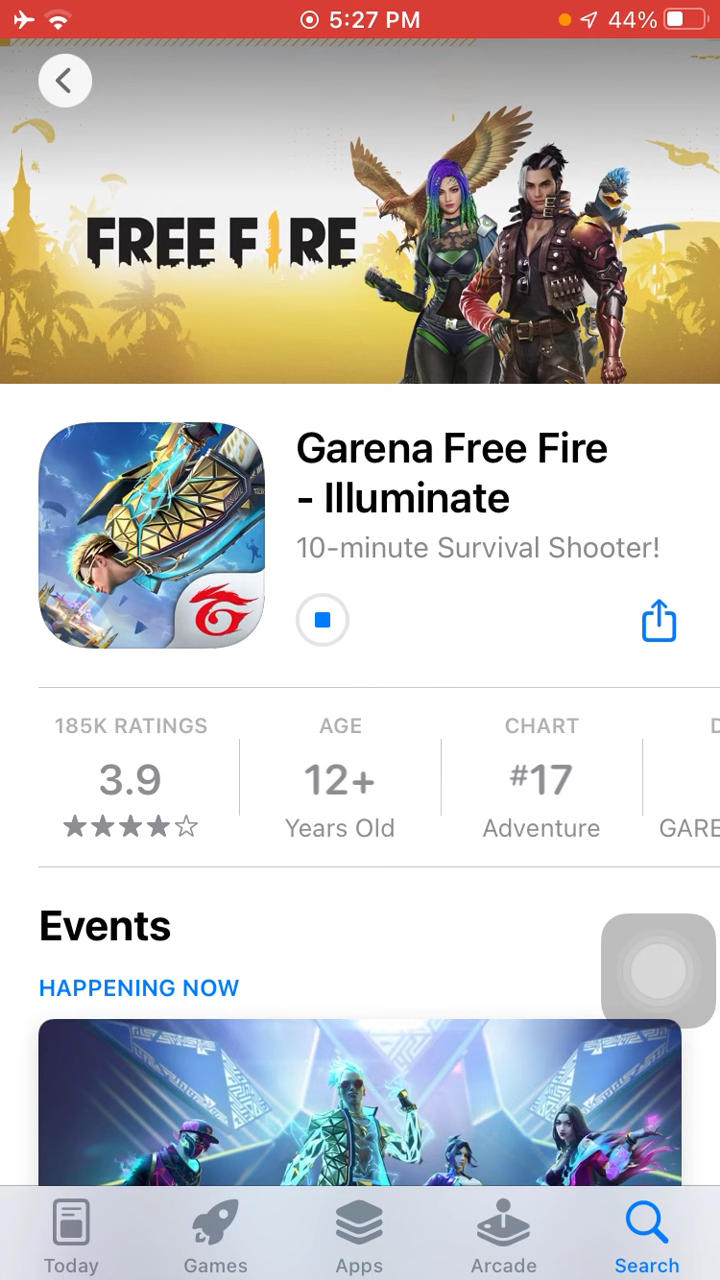 5:27 PM
44%
FREE FIRE
Garena Free Fire
- Illuminate
10-minute Survival Shooter!
185K RATINGS
3.9
AGE
12+
Years Old
CHART
#17
Adventure
D
GARE
Events
HAPPENING NOW
Today
Games
Apps
Arcade
Search